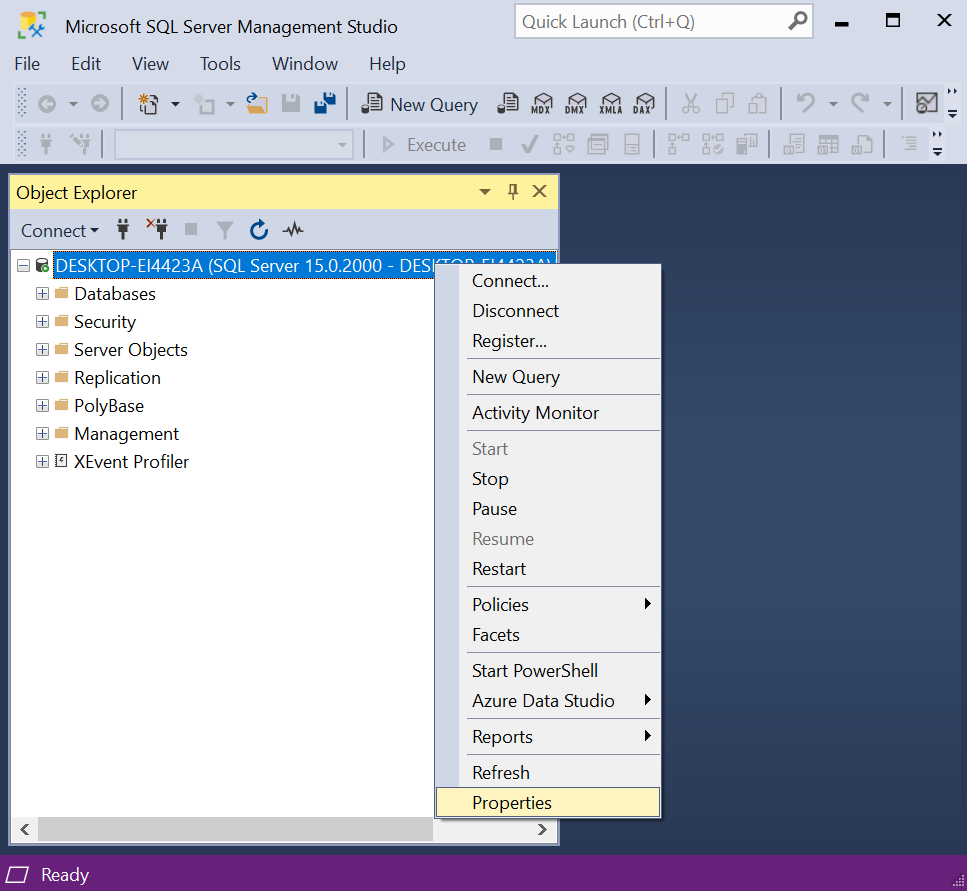 Microsoft SQL Server Management Studio
Quick Launch (Ctrl+Q)
File Edit View Tools Window Help
New Query MDX DMX XMLA DAX
Execute
Object Explorer
Connect
DESKTOP-EI4423A (SQL Server 15.0.2000 - DESKTOP-EI4423A)
Databases
Security
Server Objects
Replication
PolyBase
Management
XEvent Profiler
Connect...
Disconnect
Register...
New Query
Activity Monitor
Start
Stop
Pause
Resume
Restart
Policies
Facets
Start PowerShell
Azure Data Studio
Reports
Refresh
Properties
Ready